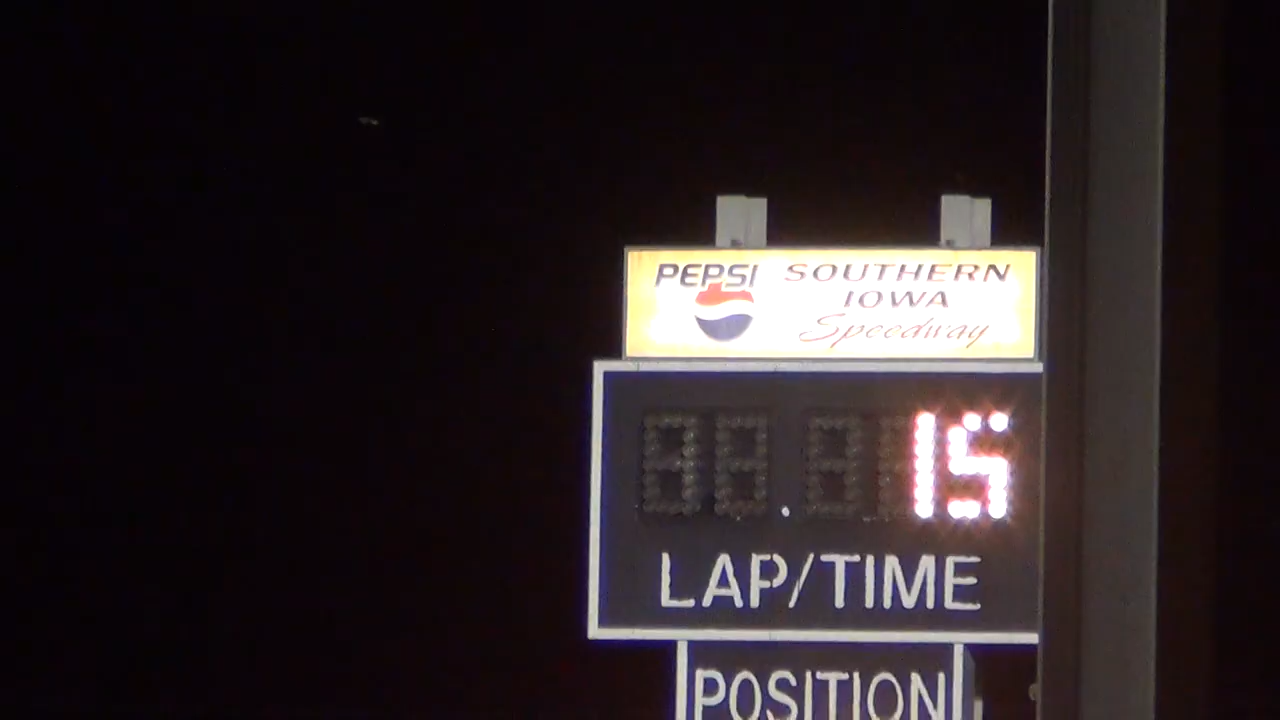 PEPSI
SOUTHERN
IOWA
Speedway
15
LAP/TIME
POSITION